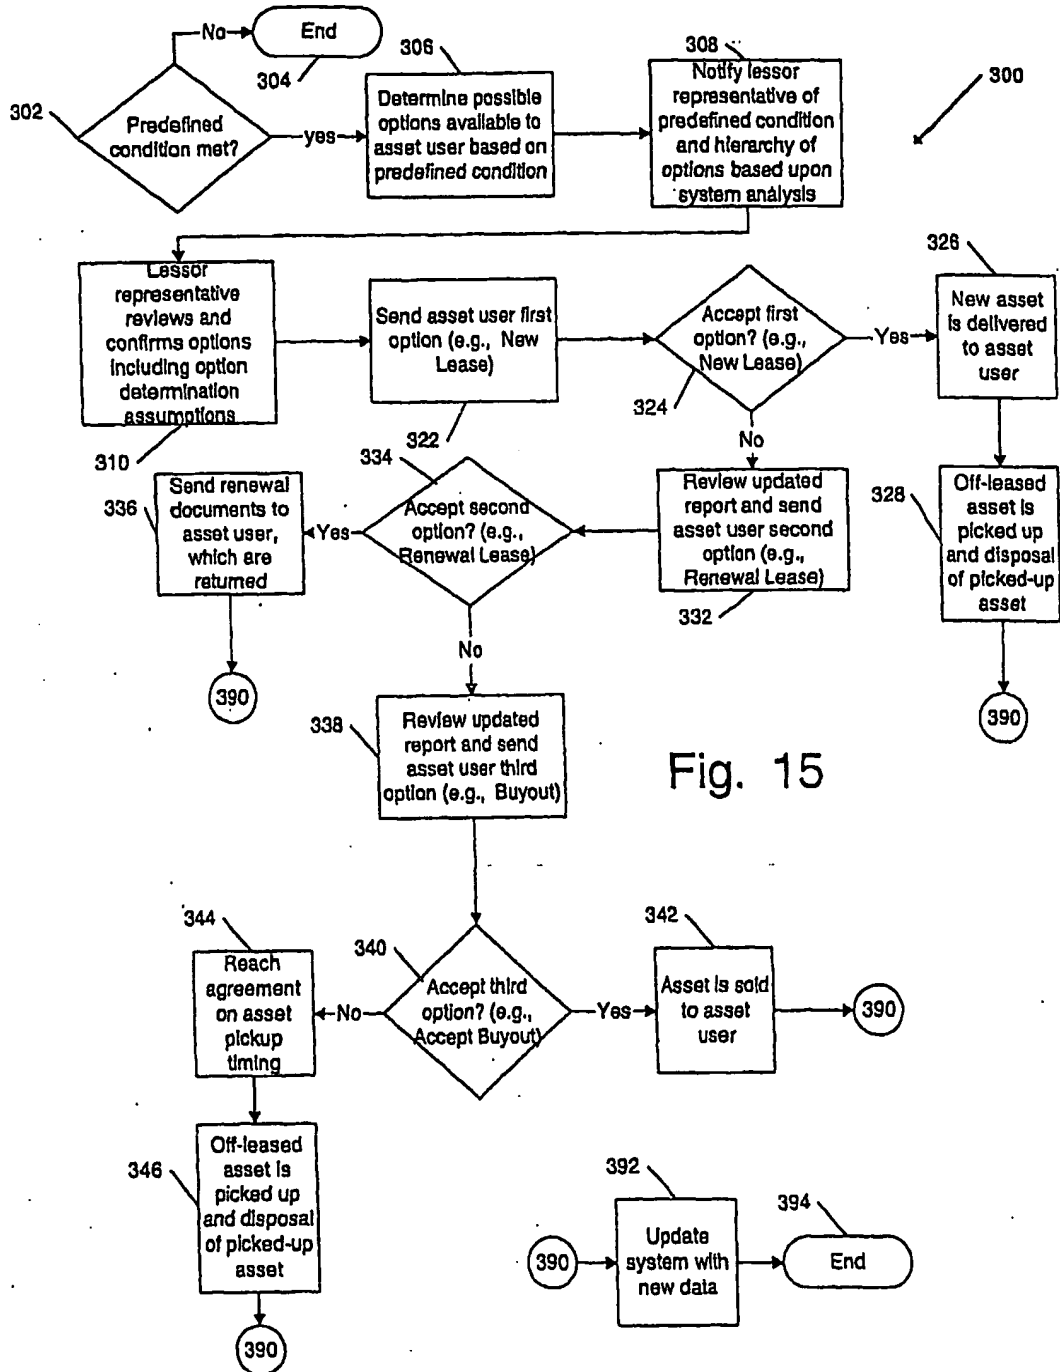 No
End
304
306
308
300
302
Predefined
condition met?
yes
Determine possible
options available to
asset user based on
predefined condition
Notify lessor
representative of
predefined condition
and hierarchy of
options based upon
system analysis
Lessor
representative
reviews and
confirms options
including option
determination
assumptions
310
Send asset user first
option (e.g., New
Lease)
322
Accept first
option? (e.g.,
New Lease)
324
Yes
No
326
New asset
is delivered
to asset
user
328
Off-leased
asset is
picked up
and disposal
of picked-up
asset
390
Review updated
report and send
asset user second
option (e.g.,
Renewal Lease)
332
334
Accept second
option? (e.g.,
Renewal Lease)
Yes
No
336
Send renewal
documents to
asset user,
which are
returned
390
338
Review updated
report and send
asset user third
option (e.g., Buyout)
Fig. 15
340
Accept third
option? (e.g.,
Accept Buyout)
Yes
No
342
Asset is sold
to asset
user
390
344
Reach
agreement
on asset
pickup
timing
346
Off-leased
asset is
picked up
and disposal
of picked-up
asset
390
390
392
Update
system with
new data
394
End